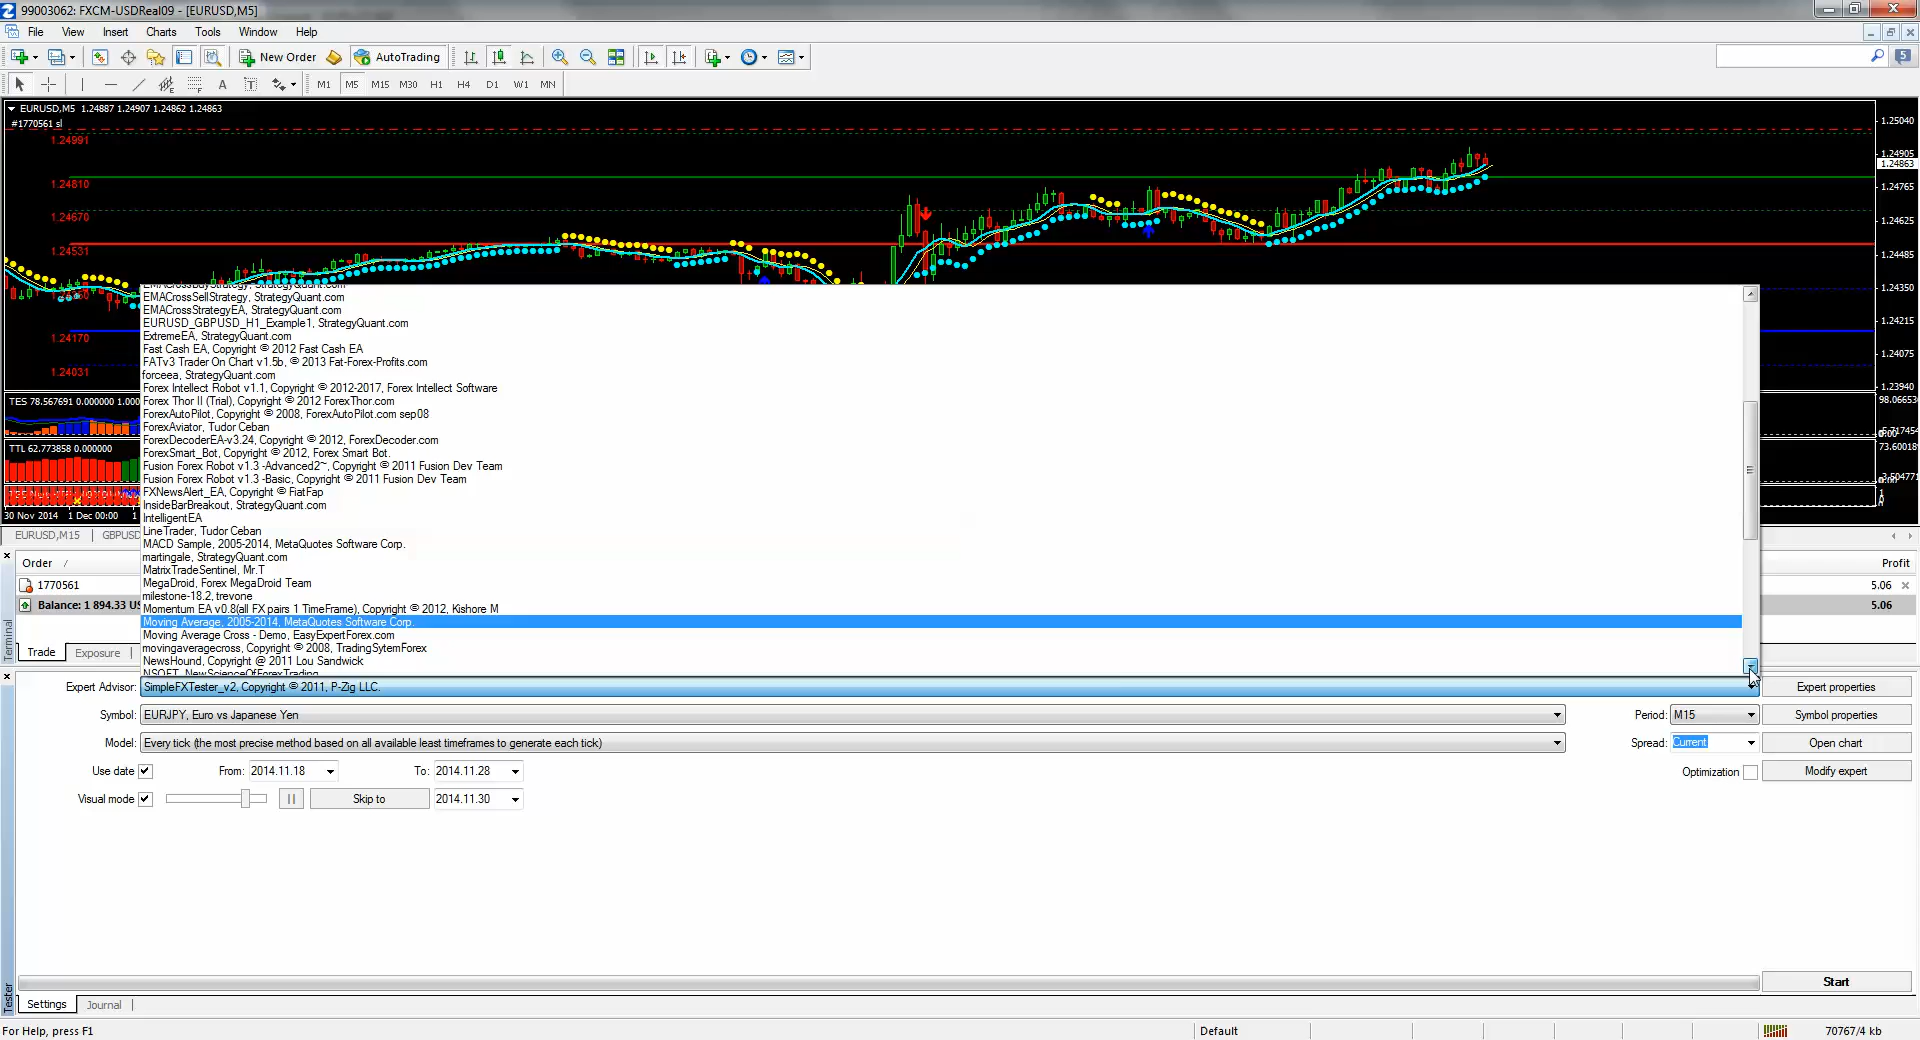 99003062: FXCM-USDReal09 - [EURUSD,M5]
File View Insert Charts Tools Window Help
New Order AutoTrading
5
A T M1 M5 M15 M30 H1 H4 D1 W1 MN
EURUSD,M5 1.24887 1.24907 1.24862 1.24863
#1770561 sl
1.24991
1.24810
1.24670
1.24531
1.24170
1.24031
1.25040
1.24905
1.24863
1.24765
1.24625
1.24485
1.24350
1.24215
1.24075
1.23940
TES 78.567691 0.000000 1.000
98.066530
TTL 62.773858 0.000000
73.600189
30 Nov 2014 1 Dec 00:00 1
EURUSD,M15 GBPUSD
EMACrossBuyStrategy, StrategyQuant.com
EMACrossSellStrategy, StrategyQuant.com
EMACrossStrategyEA, StrategyQuant.com
EURUSD_GBPUSD_H1_Example1, StrategyQuant.com
ExtremeEA, StrategyQuant.com
Fast Cash EA, Copyright © 2012 Fast Cash EA
FATv3 Trader On Chart v1.5b, © 2013 Fat-Forex-Profits.com
forceea, StrategyQuant.com
Forex Intellect Robot v1.1, Copyright © 2012-2017, Forex Intellect Software
Forex Thor II (Trial), Copyright © 2012 ForexThor.com
ForexAutoPilot, Copyright © 2008, ForexAutoPilot.com sep08
ForexAviator, Tudor Ceban
ForexDecoderEA-v3.24, Copyright © 2012, ForexDecoder.com
ForexSmart_Bot, Copyright © 2012, Forex Smart Bot.
Fusion Forex Robot v1.3 -Advanced2~, Copyright © 2011 Fusion Dev Team
Fusion Forex Robot v1.3 -Basic, Copyright © 2011 Fusion Dev Team
FXNewsAlert_EA, Copyright © FiatFap
InsideBarBreakout, StrategyQuant.com
IntelligentEA
LineTrader, Tudor Ceban
MACD Sample, 2005-2014, MetaQuotes Software Corp.
martingale, StrategyQuant.com
MatrixTradeSentinel, Mr.T
MegaDroid, Forex MegaDroid Team
milestone-18.2, trevone
Momentum EA v0.8(all FX pairs 1 TimeFrame), Copyright © 2012, Kishore M
Moving Average, 2005-2014, MetaQuotes Software Corp.
Moving Average Cross - Demo, EasyExpertForex.com
movingaveragecross, Copyright © 2008, TradingSytemForex
NewsHound, Copyright @ 2011 Lou Sandwick
NSOFT, NewScienceOfForexTrading
Order / Profit
1770561 5.06
Balance: 1 894.33 US 5.06
Terminal
Trade Exposure
Expert Advisor: SimpleFXTester_v2, Copyright © 2011, P-Zig LLC. Expert properties
Symbol: EURJPY, Euro vs Japanese Yen Period: M15 Symbol properties
Model: Every tick (the most precise method based on all available least timeframes to generate each tick) Spread: Current Open chart
Use date From: 2014.11.18 To: 2014.11.28 Optimization Modify expert
Visual mode Skip to 2014.11.30
Start
Tester
Settings Journal
For Help, press F1 Default 70767/4 kb